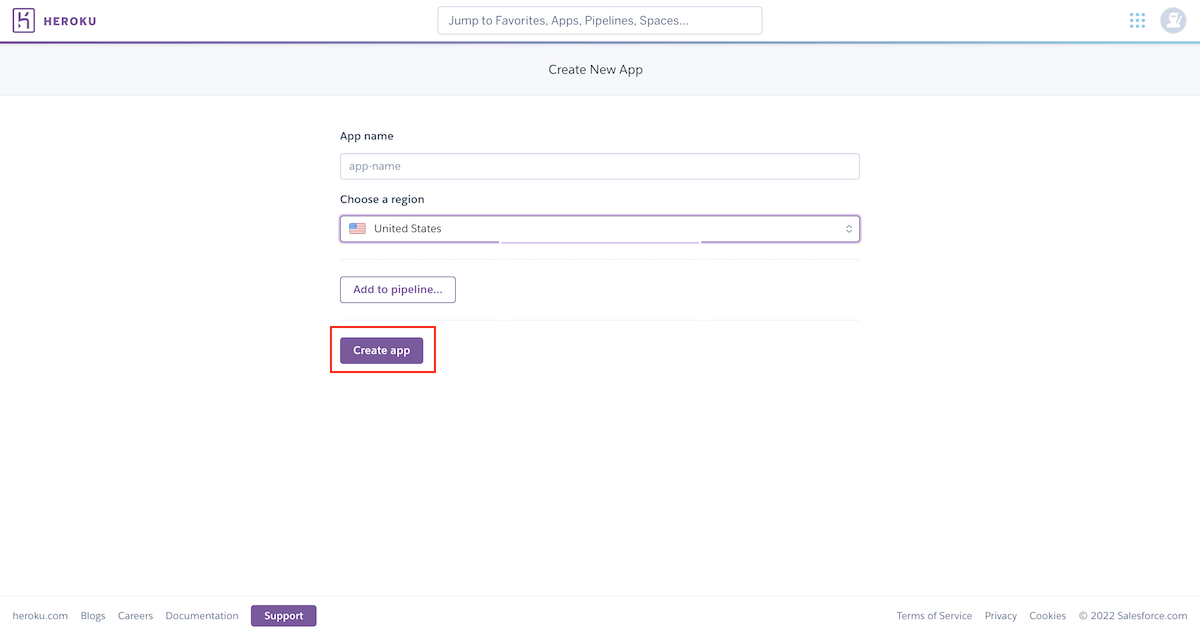 HEROKU
Jump to Favorites, Apps, Pipelines, Spaces...
Create New App
App name
app-name
Choose a region
United States
Add to pipeline...
Create app
heroku.com Blogs Careers Documentation Support Terms of Service Privacy Cookies © 2022 Salesforce.com